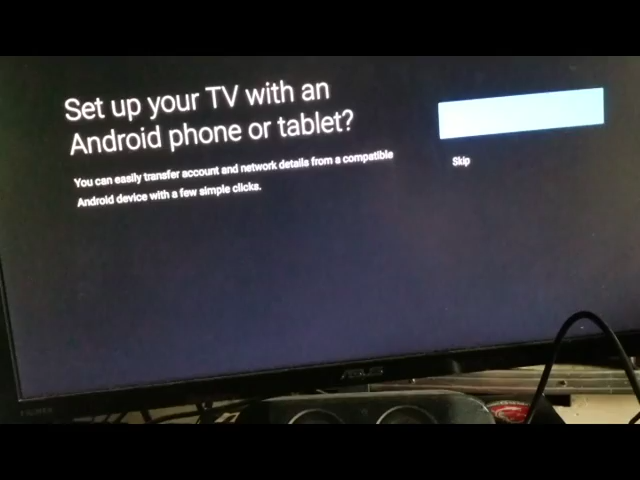 Set up your TV with an
Android phone or tablet?
You can easily transfer account and network details from a compatible
Android device with a few simple clicks.
Skip
ASUS